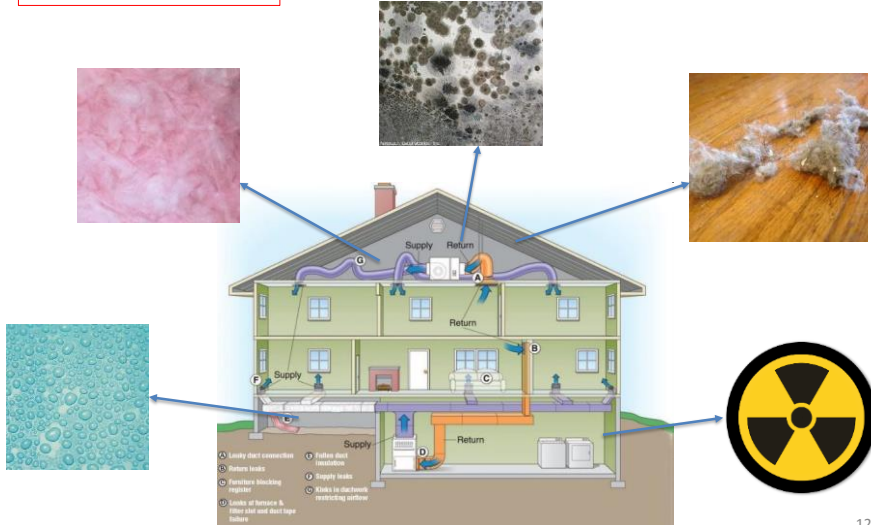 Supply
Return
G
A
Return
B
F
Supply
C
E
Supply
Return
D
A Leaky duct connection
B Return leaks
C Furniture blocking
register
D Leaks at furnace &
filter slot and duct tape
failure
E Fallen duct
insulation
F Supply leaks
G Kinks in ductwork
restricting airflow
12